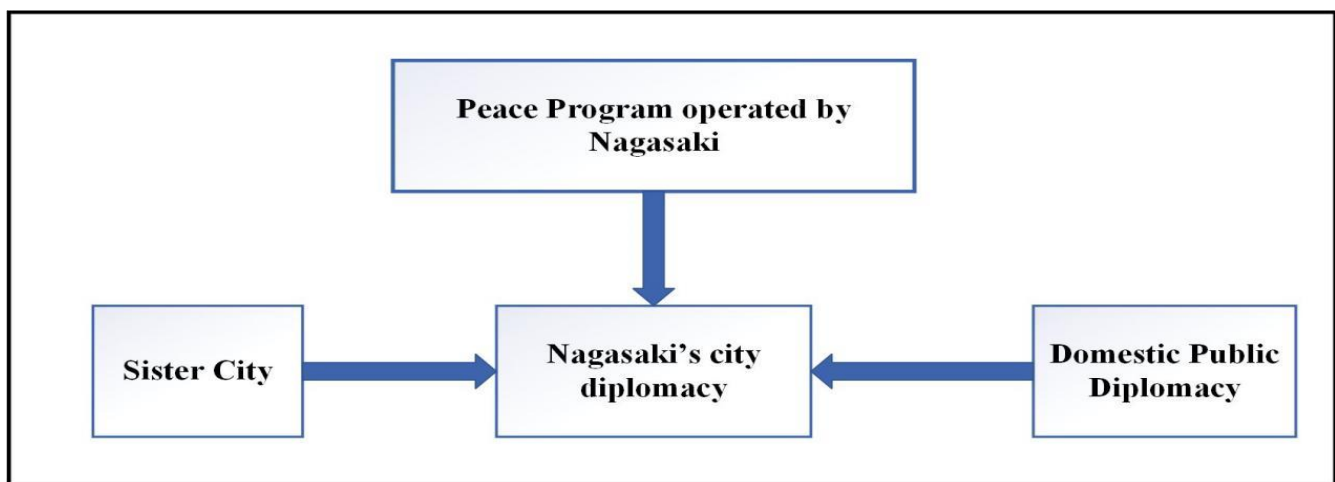 Peace Program operated by
Nagasaki
Sister City
Nagasaki’s city
diplomacy
Domestic Public
Diplomacy